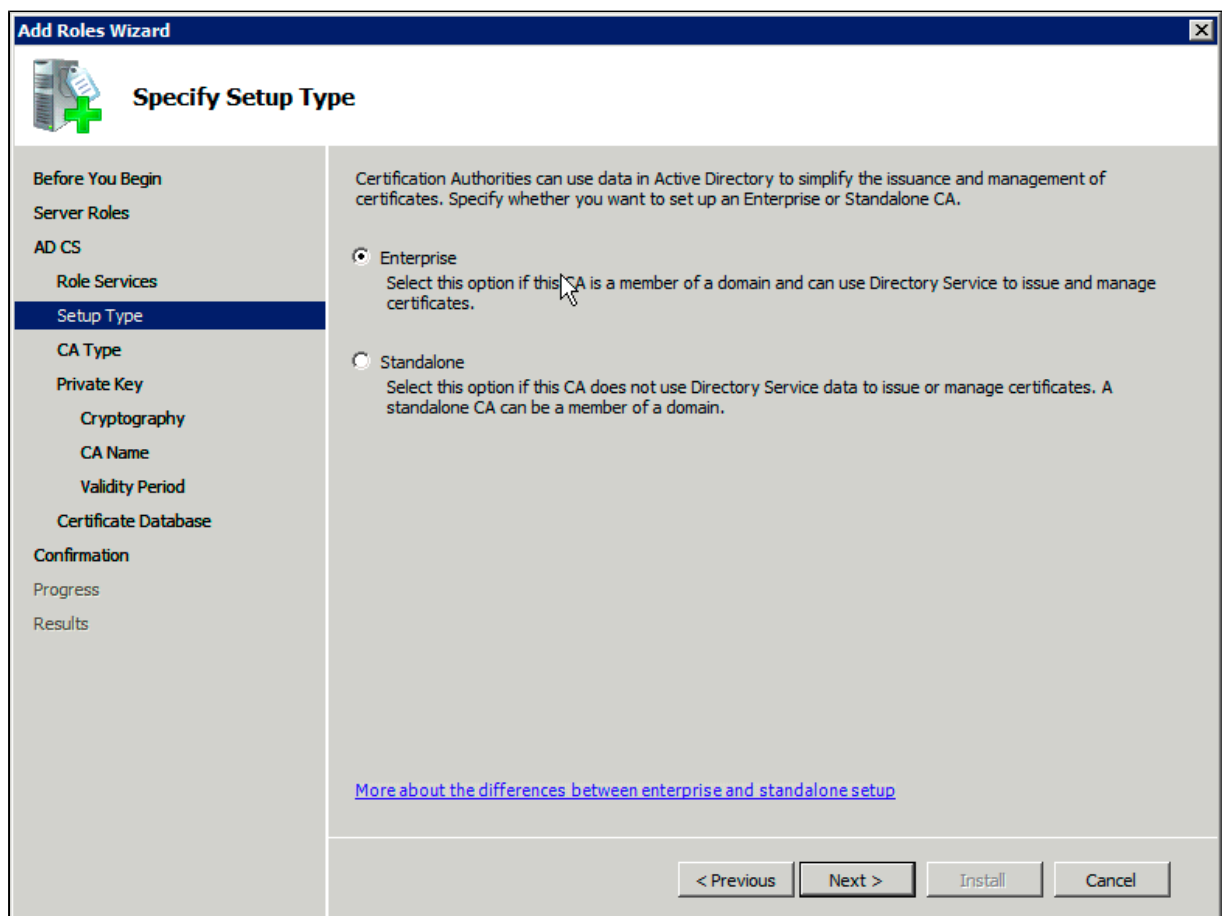 Add Roles Wizard
Specify Setup Type
Before You Begin
Server Roles
AD CS
Role Services
Setup Type
CA Type
Private Key
Cryptography
CA Name
Validity Period
Certificate Database
Confirmation
Progress
Results
Certification Authorities can use data in Active Directory to simplify the issuance and management of
certificates. Specify whether you want to set up an Enterprise or Standalone CA.
Enterprise
Select this option if this CA is a member of a domain and can use Directory Service to issue and manage
certificates.
Standalone
Select this option if this CA does not use Directory Service data to issue or manage certificates. A
standalone CA can be a member of a domain.
More about the differences between enterprise and standalone setup
< Previous
Next >
Install
Cancel